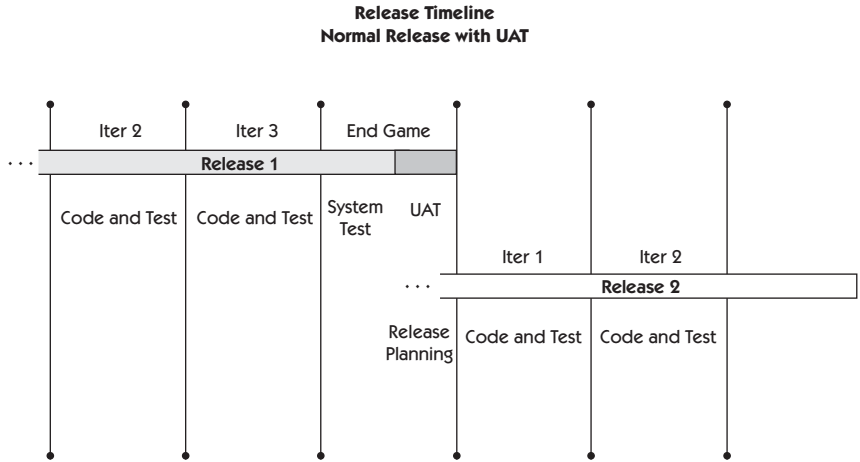 Release Timeline
Normal Release with UAT
Iter 2
Iter 3
End Game
. . .
Release 1
Code and Test
Code and Test
System
Test
UAT
Iter 1
Iter 2
. . .
Release 2
Release
Planning
Code and Test
Code and Test